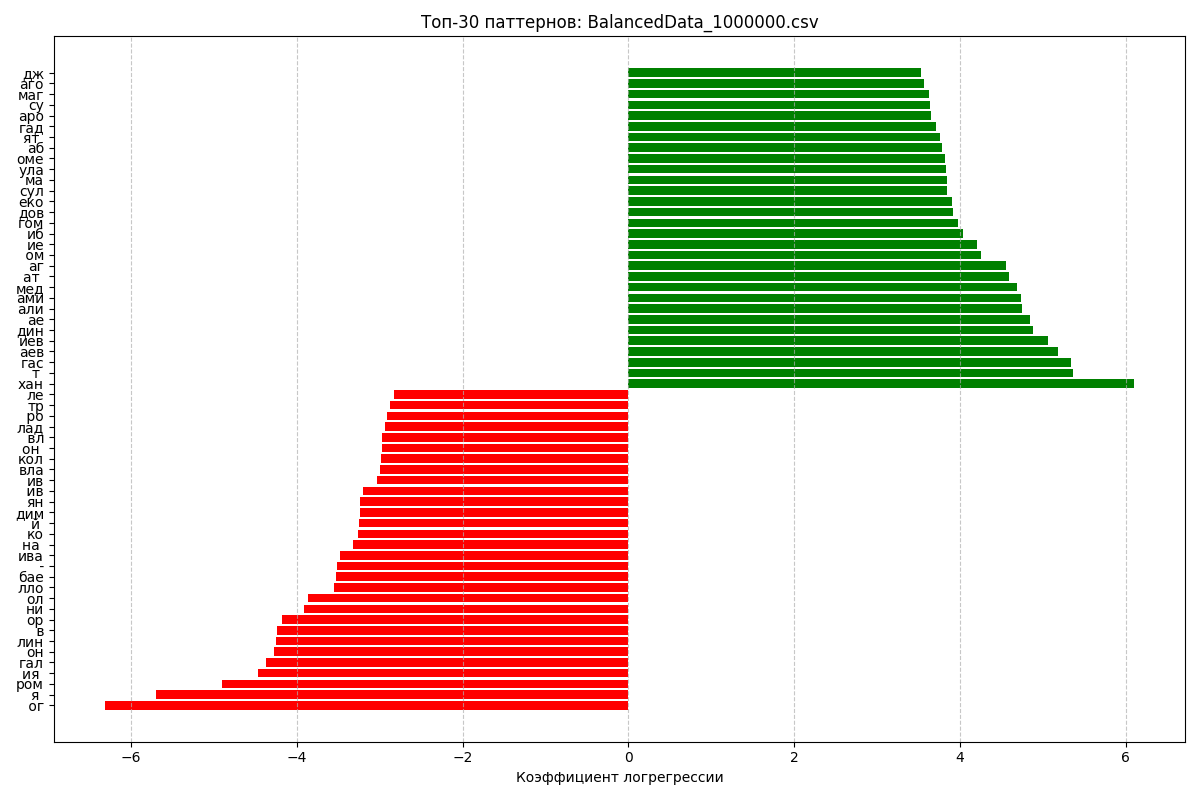 Топ-30 паттернов: BalancedData_1000000.csv
дж
аго
маг
су
аро
гад
ят
аб
оме
ула
ма
сул
еко
дов
гом
иб
ие
ом
аг
ат
мед
ами
али
ае
дин
иев
аев
гас
т
хан
ле
тр
ро
лад
вл
он
кол
вла
ив
ив
ян
дим
й
ко
на
ива
-
бае
лло
ол
ни
ор
в
лин
он
гал
ия
ром
я
ог
−6 −4 −2 0 2 4 6
Коэффициент логрегрессии